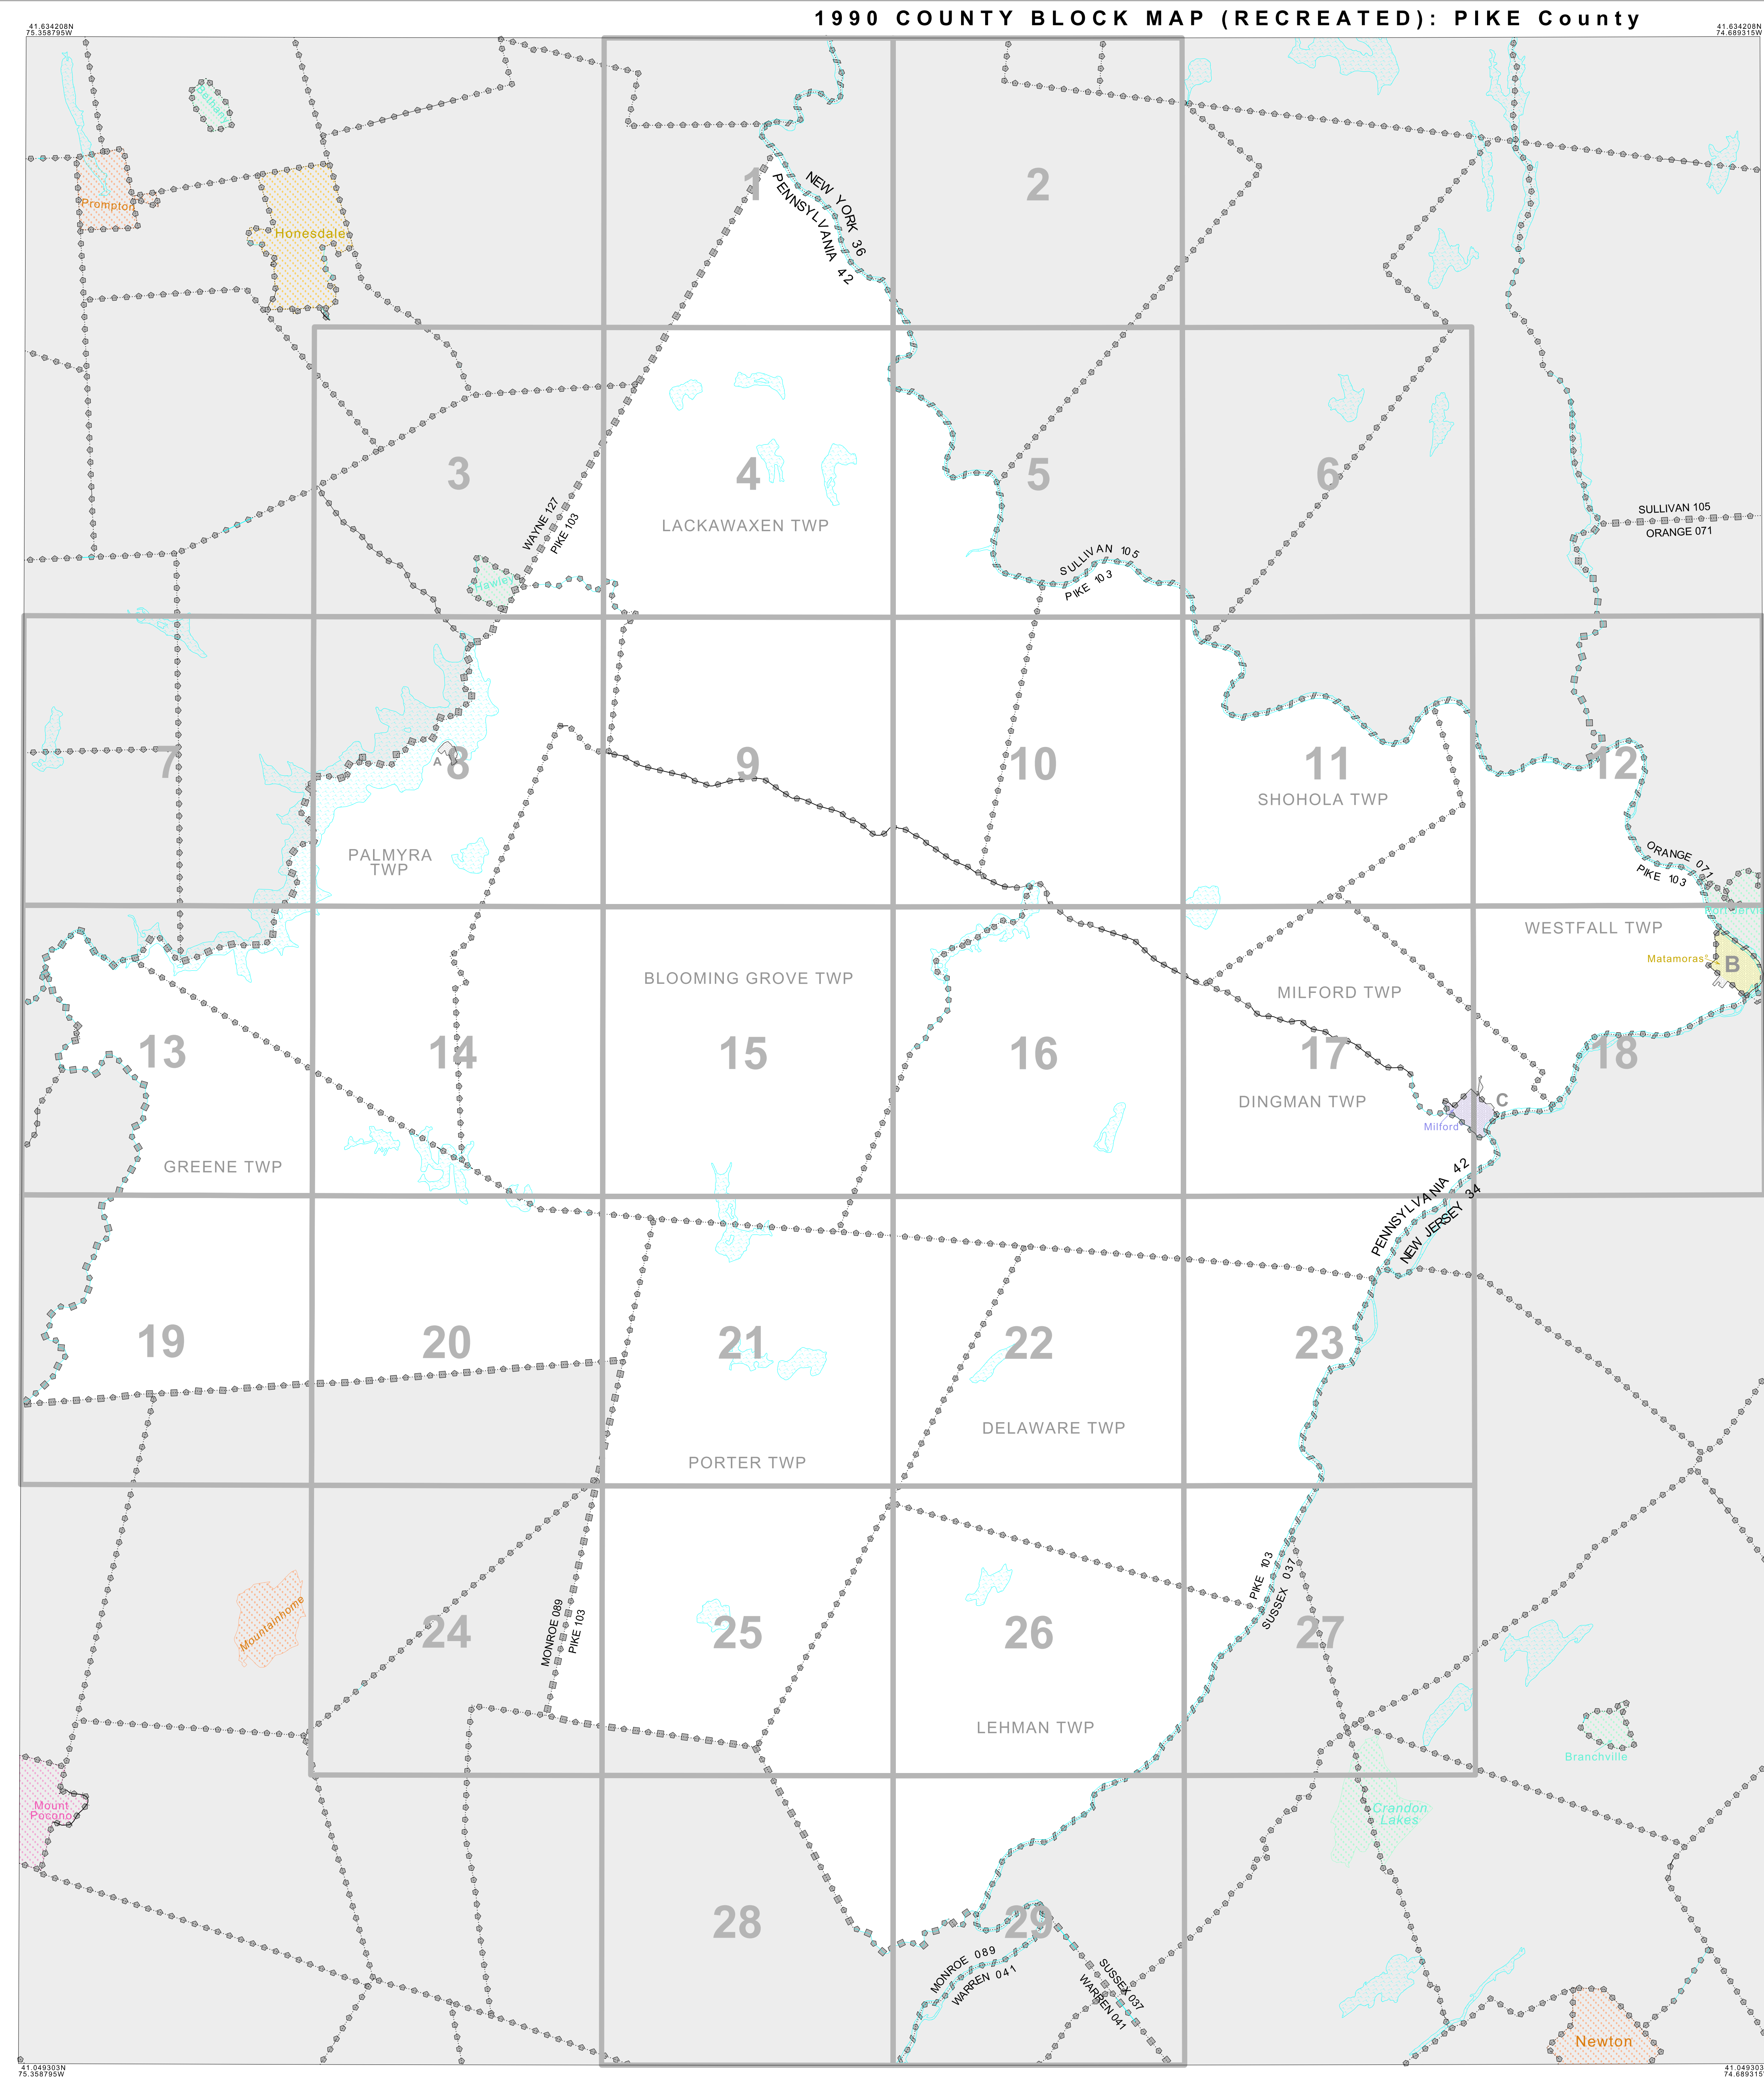 1990 COUNTY BLOCK MAP (RECREATED): PIKE County
41.634208N
75.358795W
41.634208N
74.689315W
Bethany
Prompton
Honesdale
1
2
NEW YORK 36
PENNSYLVANIA 42
3
4
5
6
LACKAWAXEN TWP
WAYNE 127
PIKE 103
SULLIVAN 105
ORANGE 071
SULLIVAN 105
PIKE 103
Hawley
7
8
A
9
10
11
12
SHOHOLA TWP
PALMYRA
TWP
ORANGE 071
PIKE 103
WESTFALL TWP
Matamoras
B
BLOOMING GROVE TWP
MILFORD TWP
13
14
15
16
17
18
DINGMAN TWP
C
Milford
GREENE TWP
PENNSYLVANIA 42
NEW JERSEY 34
19
20
21
22
23
DELAWARE TWP
PORTER TWP
24
25
26
27
Mountainhome
MONROE 089
PIKE 103
PIKE 103
SUSSEX 037
LEHMAN TWP
Branchville
Mount
Pocono
Crandon
Lakes
28
29
MONROE 089
WARREN 041
SUSSEX 037
WARREN 041
Newton
41.049303N
75.358795W
41.049303
74.689315